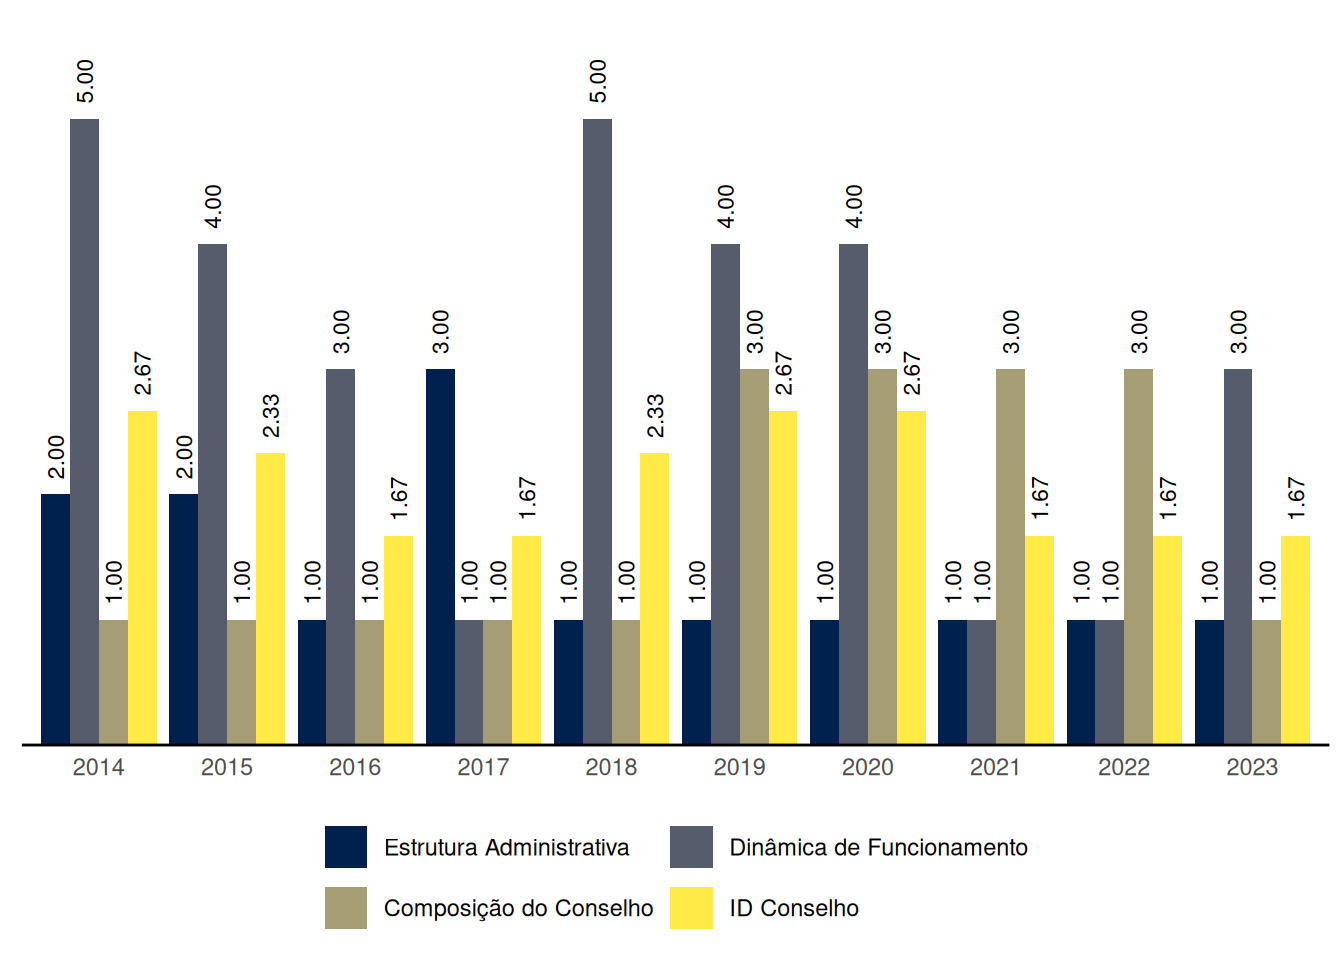 2.00 5.00 1.00 2.67
2.00 4.00 1.00 2.33
1.00 3.00 1.00 1.67
3.00 1.00 1.00 1.67
1.00 5.00 1.00 2.33
1.00 4.00 3.00 2.67
1.00 4.00 3.00 2.67
1.00 1.00 3.00 1.67
1.00 1.00 3.00 1.67
1.00 3.00 1.00 1.67
2014 2015 2016 2017 2018 2019 2020 2021 2022 2023
Estrutura Administrativa Dinâmica de Funcionamento
Composição do Conselho ID Conselho